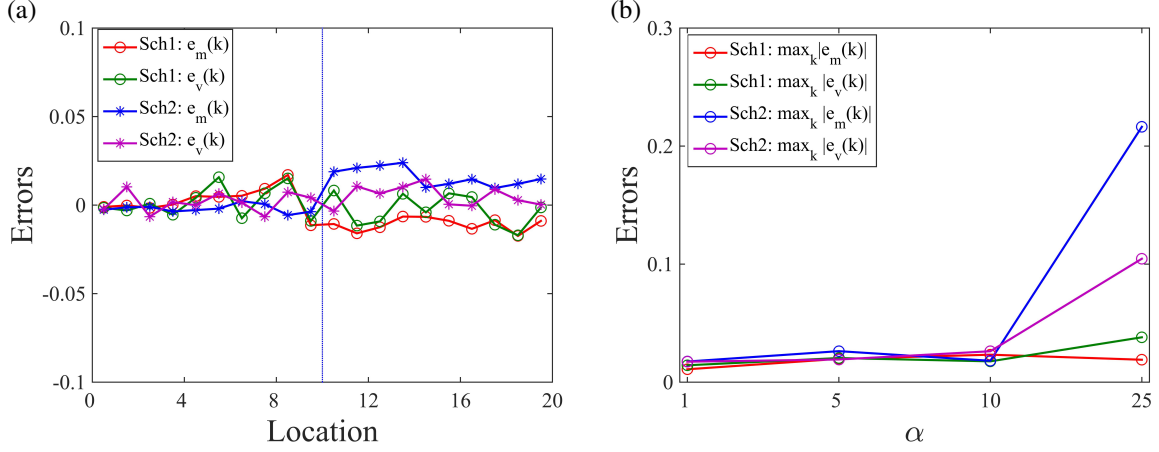 (a)
0.1
0.05
0
-0.05
-0.1
Errors
Sch1: e_m(k)
Sch1: e_v(k)
Sch2: e_m(k)
Sch2: e_v(k)
0 4 8 12 16 20
Location
(b)
0.3
0.2
0.1
0
Errors
Sch1: max_k|e_m(k)|
Sch1: max_k |e_v(k)|
Sch2: max_k |e_m(k)|
Sch2: max_k |e_v(k)|
1 5 10 25
α